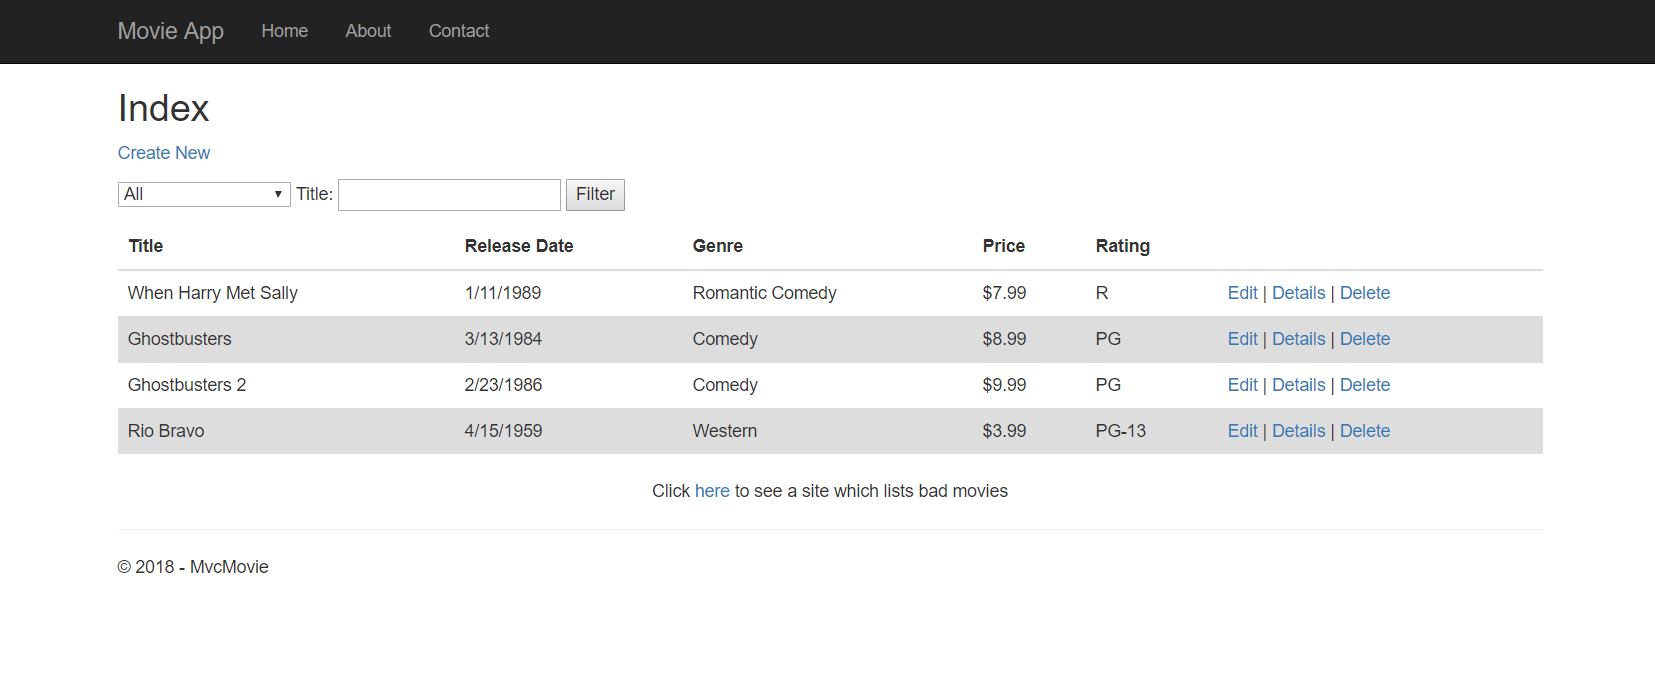 Movie App Home About Contact
Index
Create New
All Title: Filter
Title Release Date Genre Price Rating
When Harry Met Sally 1/11/1989 Romantic Comedy $7.99 R Edit | Details | Delete
Ghostbusters 3/13/1984 Comedy $8.99 PG Edit | Details | Delete
Ghostbusters 2 2/23/1986 Comedy $9.99 PG Edit | Details | Delete
Rio Bravo 4/15/1959 Western $3.99 PG-13 Edit | Details | Delete
Click here to see a site which lists bad movies
© 2018 - MvcMovie